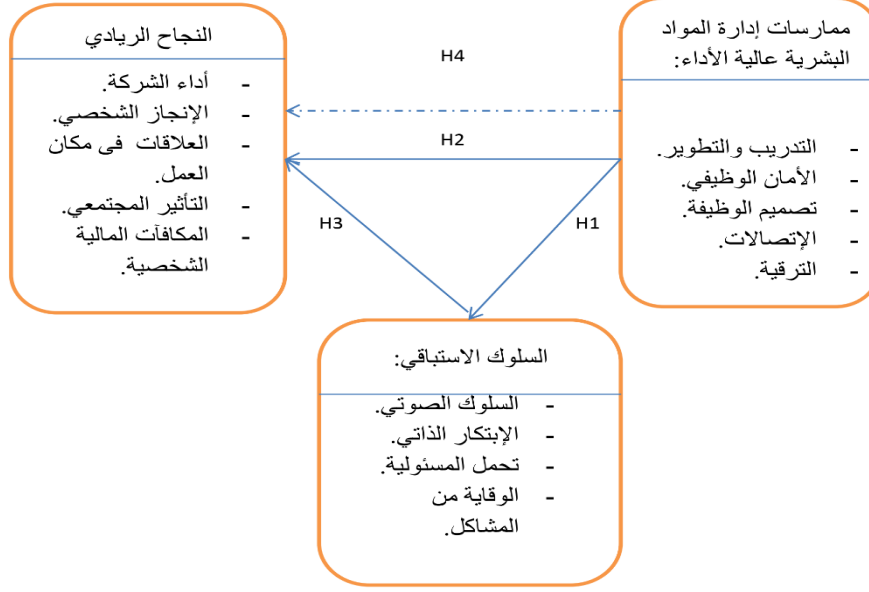 ممارسات إدارة المواد
البشرية عالية الأداء:
- التدريب والتطوير.
- الأمان الوظيفي.
- تصميم الوظيفة.
- الإتصالات.
- الترقية.
H4
H2
H1
H3
النجاح الريادي
- أداء الشركة.
- الإنجاز الشخصي.
- العلاقات فى مكان
العمل.
- التأثير المجتمعي.
- المكافآت المالية
الشخصية.
السلوك الاستباقي:
- السلوك الصوتي.
- الإبتكار الذاتي.
- تحمل المسئولية.
- الوقاية من
المشاكل.